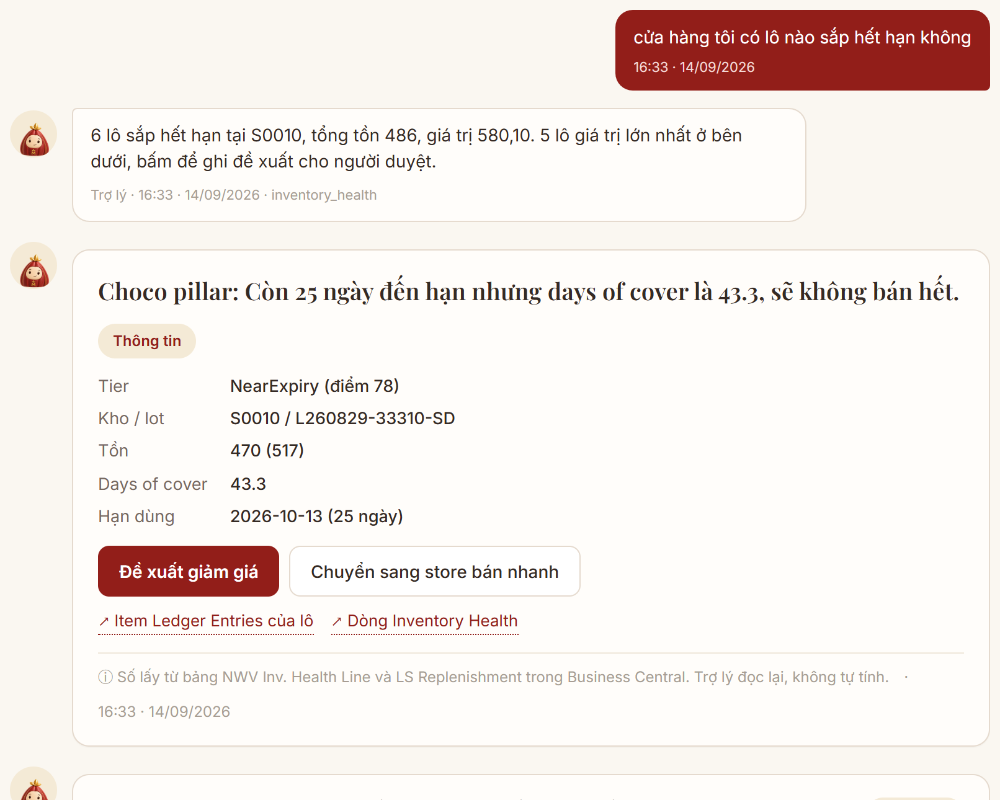 cửa hàng tôi có lô nào sắp hết hạn không
16:33 · 14/09/2026
6 lô sắp hết hạn tại S0010, tổng tồn 486, giá trị 580,10. 5 lô giá trị lớn nhất ở bên
dưới, bấm để ghi đề xuất cho người duyệt.
Trợ lý · 16:33 · 14/09/2026 · inventory_health
Choco pillar: Còn 25 ngày đến hạn nhưng days of cover là 43.3, sẽ không bán hết.
Thông tin
Tier NearExpiry (điểm 78)
Kho / lot S0010 / L260829-33310-SD
Tồn 470 (517)
Days of cover 43.3
Hạn dùng 2026-10-13 (25 ngày)
Đề xuất giảm giá Chuyển sang store bán nhanh
↗ Item Ledger Entries của lô ↗ Dòng Inventory Health
ⓘ Số lấy từ bảng NWV Inv. Health Line và LS Replenishment trong Business Central. Trợ lý đọc lại, không tự tính. ·
16:33 · 14/09/2026